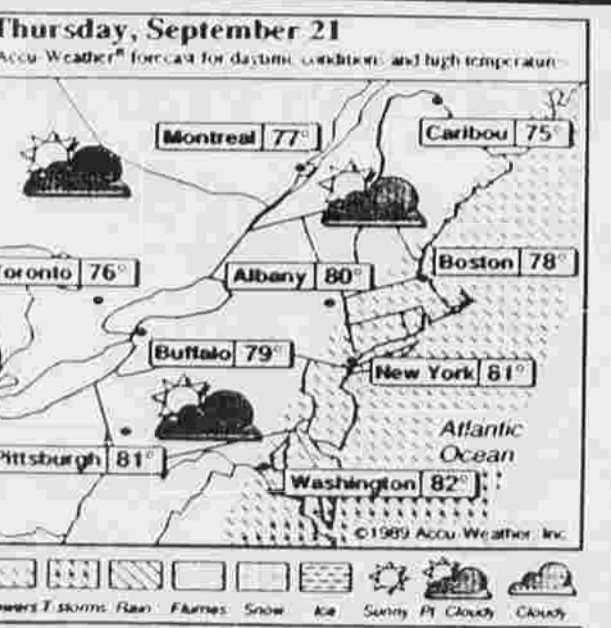 Thursday, September 21
Accu-Weather® forecast for daytime conditions and high temperatures
Montreal 77°
Caribou 75°
Toronto 76°
Albany 80°
Boston 78°
Buffalo 79°
New York 81°
Atlantic
Ocean
Pittsburgh 81°
Washington 82°
©1989 Accu-Weather, Inc.
Showers T-storms Rain Flurries Snow Ice Sunny Pt Cloudy Cloudy